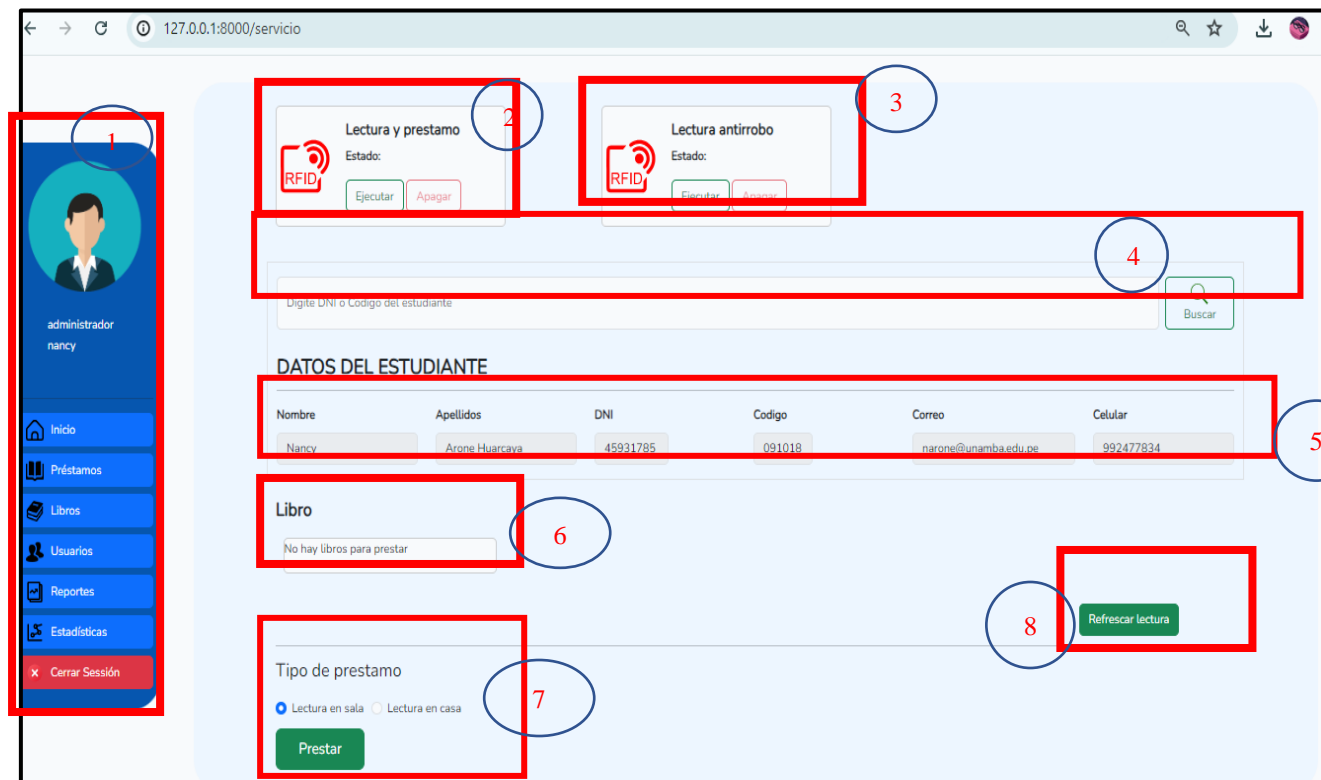 127.0.0.1:8000/servicio
1
2
3
Lectura y prestamo
Estado:
RFID
Ejecutar
Apagar
Lectura antirrobo
Estado:
RFID
Ejecutar
Apagar
4
Digite DNI o Codigo del estudiante
Buscar
administrador
nancy
Inicio
Préstamos
Libros
Usuarios
Reportes
Estadísticas
x Cerrar Sessión
DATOS DEL ESTUDIANTE
Nombre Apellidos DNI Codigo Correo Celular
Nancy Arone Huarcaya 45931785 091018 narone@unamba.edu.pe 992477834
5
Libro
6
No hay libros para prestar
8
Refrescar lectura
Tipo de prestamo
7
Lectura en sala Lectura en casa
Prestar